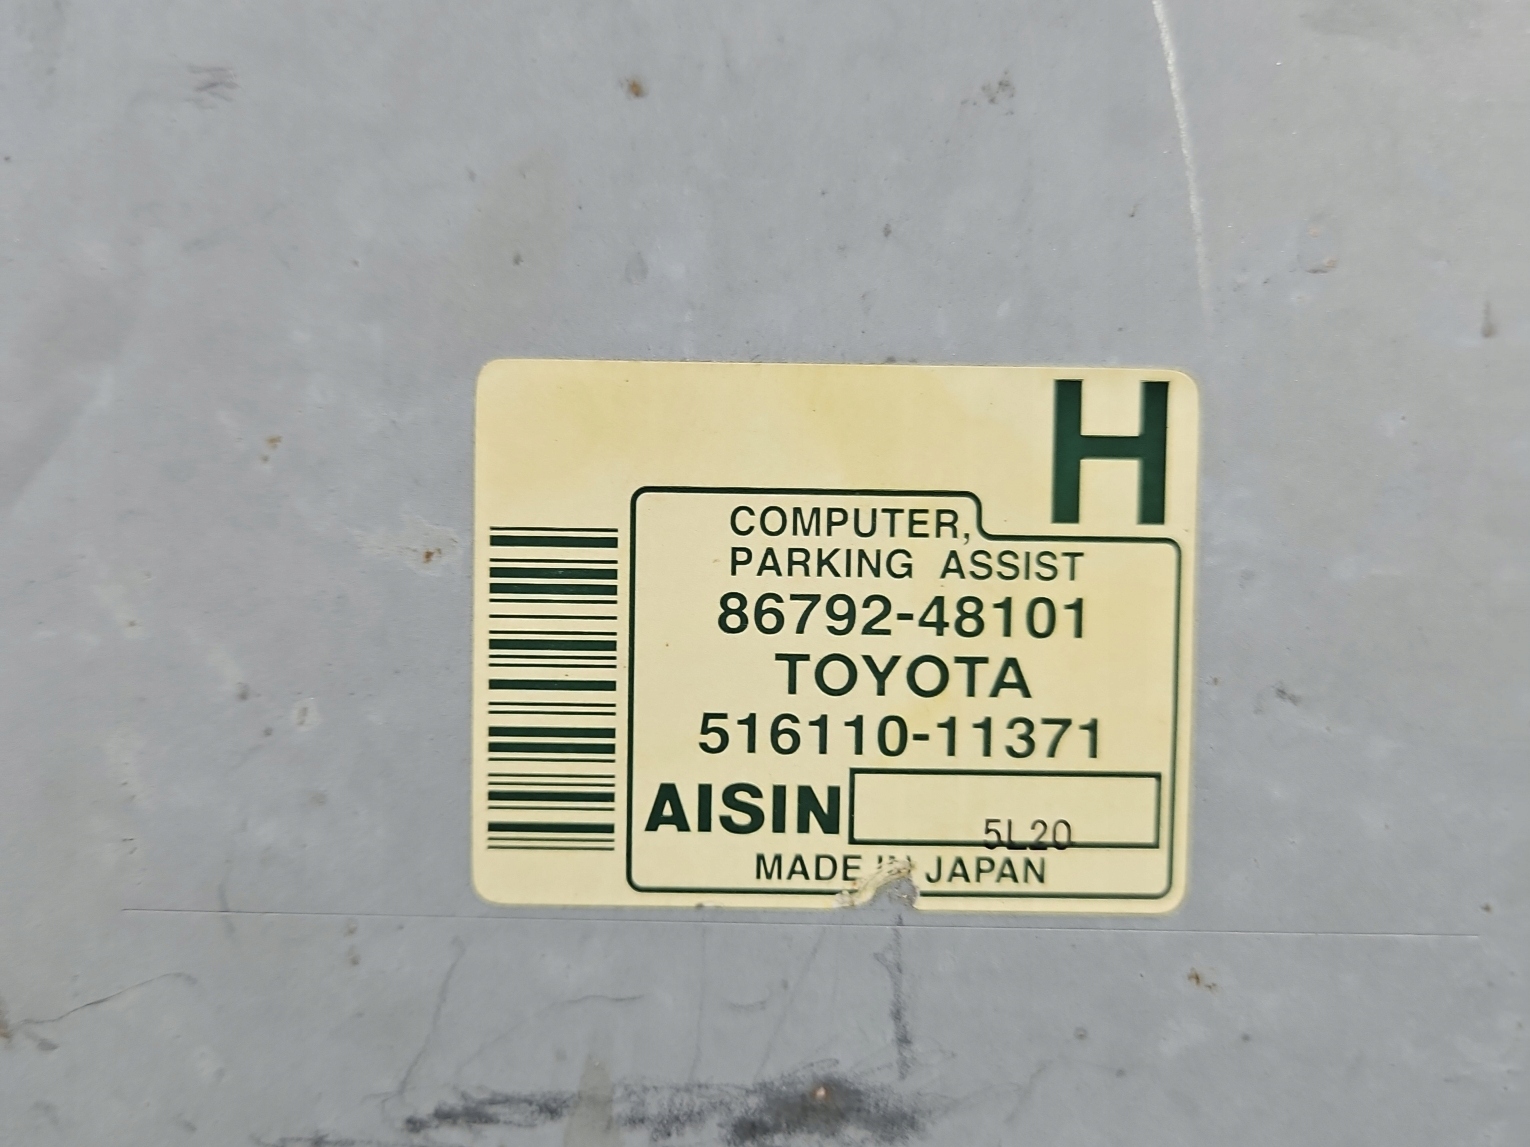 H
COMPUTER,
PARKING ASSIST
86792-48101
TOYOTA
516110-11371
AISIN
5L20
MADE IN JAPAN